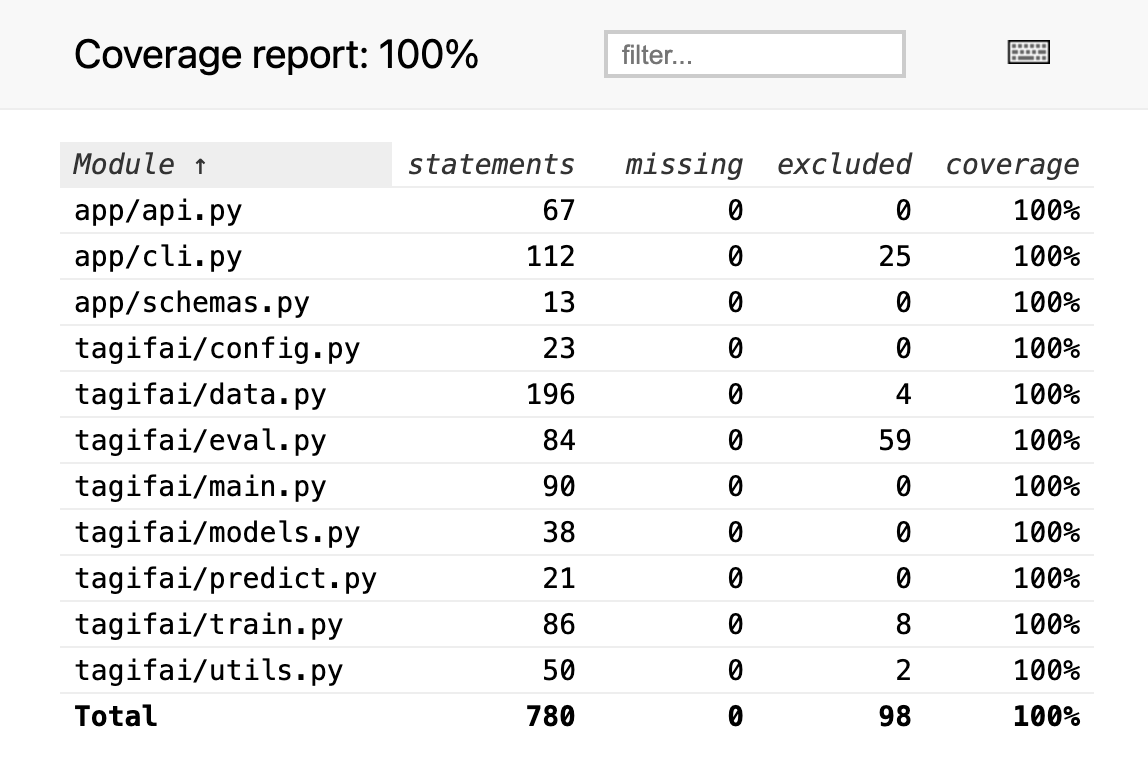 Coverage report: 100% filter...
Module ↑ statements missing excluded coverage
app/api.py 67 0 0 100%
app/cli.py 112 0 25 100%
app/schemas.py 13 0 0 100%
tagifai/config.py 23 0 0 100%
tagifai/data.py 196 0 4 100%
tagifai/eval.py 84 0 59 100%
tagifai/main.py 90 0 0 100%
tagifai/models.py 38 0 0 100%
tagifai/predict.py 21 0 0 100%
tagifai/train.py 86 0 8 100%
tagifai/utils.py 50 0 2 100%
Total 780 0 98 100%